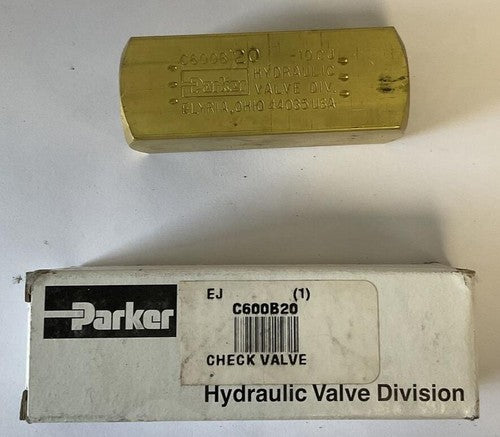 C600B20
Parker
HYDRAULIC
VALVE DIV.
ELYRIA, OHIO 44035 USA
Parker
EJ (1)
C600B20
CHECK VALVE
Hydraulic Valve Division